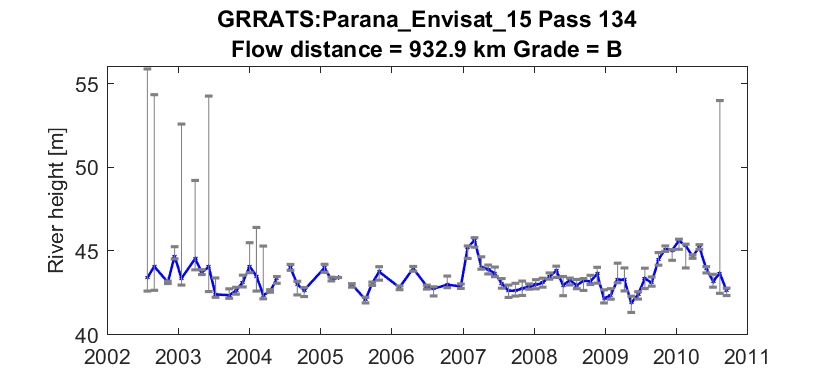 GRRATS:Parana_Envisat_15 Pass 134
Flow distance = 932.9 km Grade = B
River height [m]
55
50
45
40
2002 2003 2004 2005 2006 2007 2008 2009 2010 2011